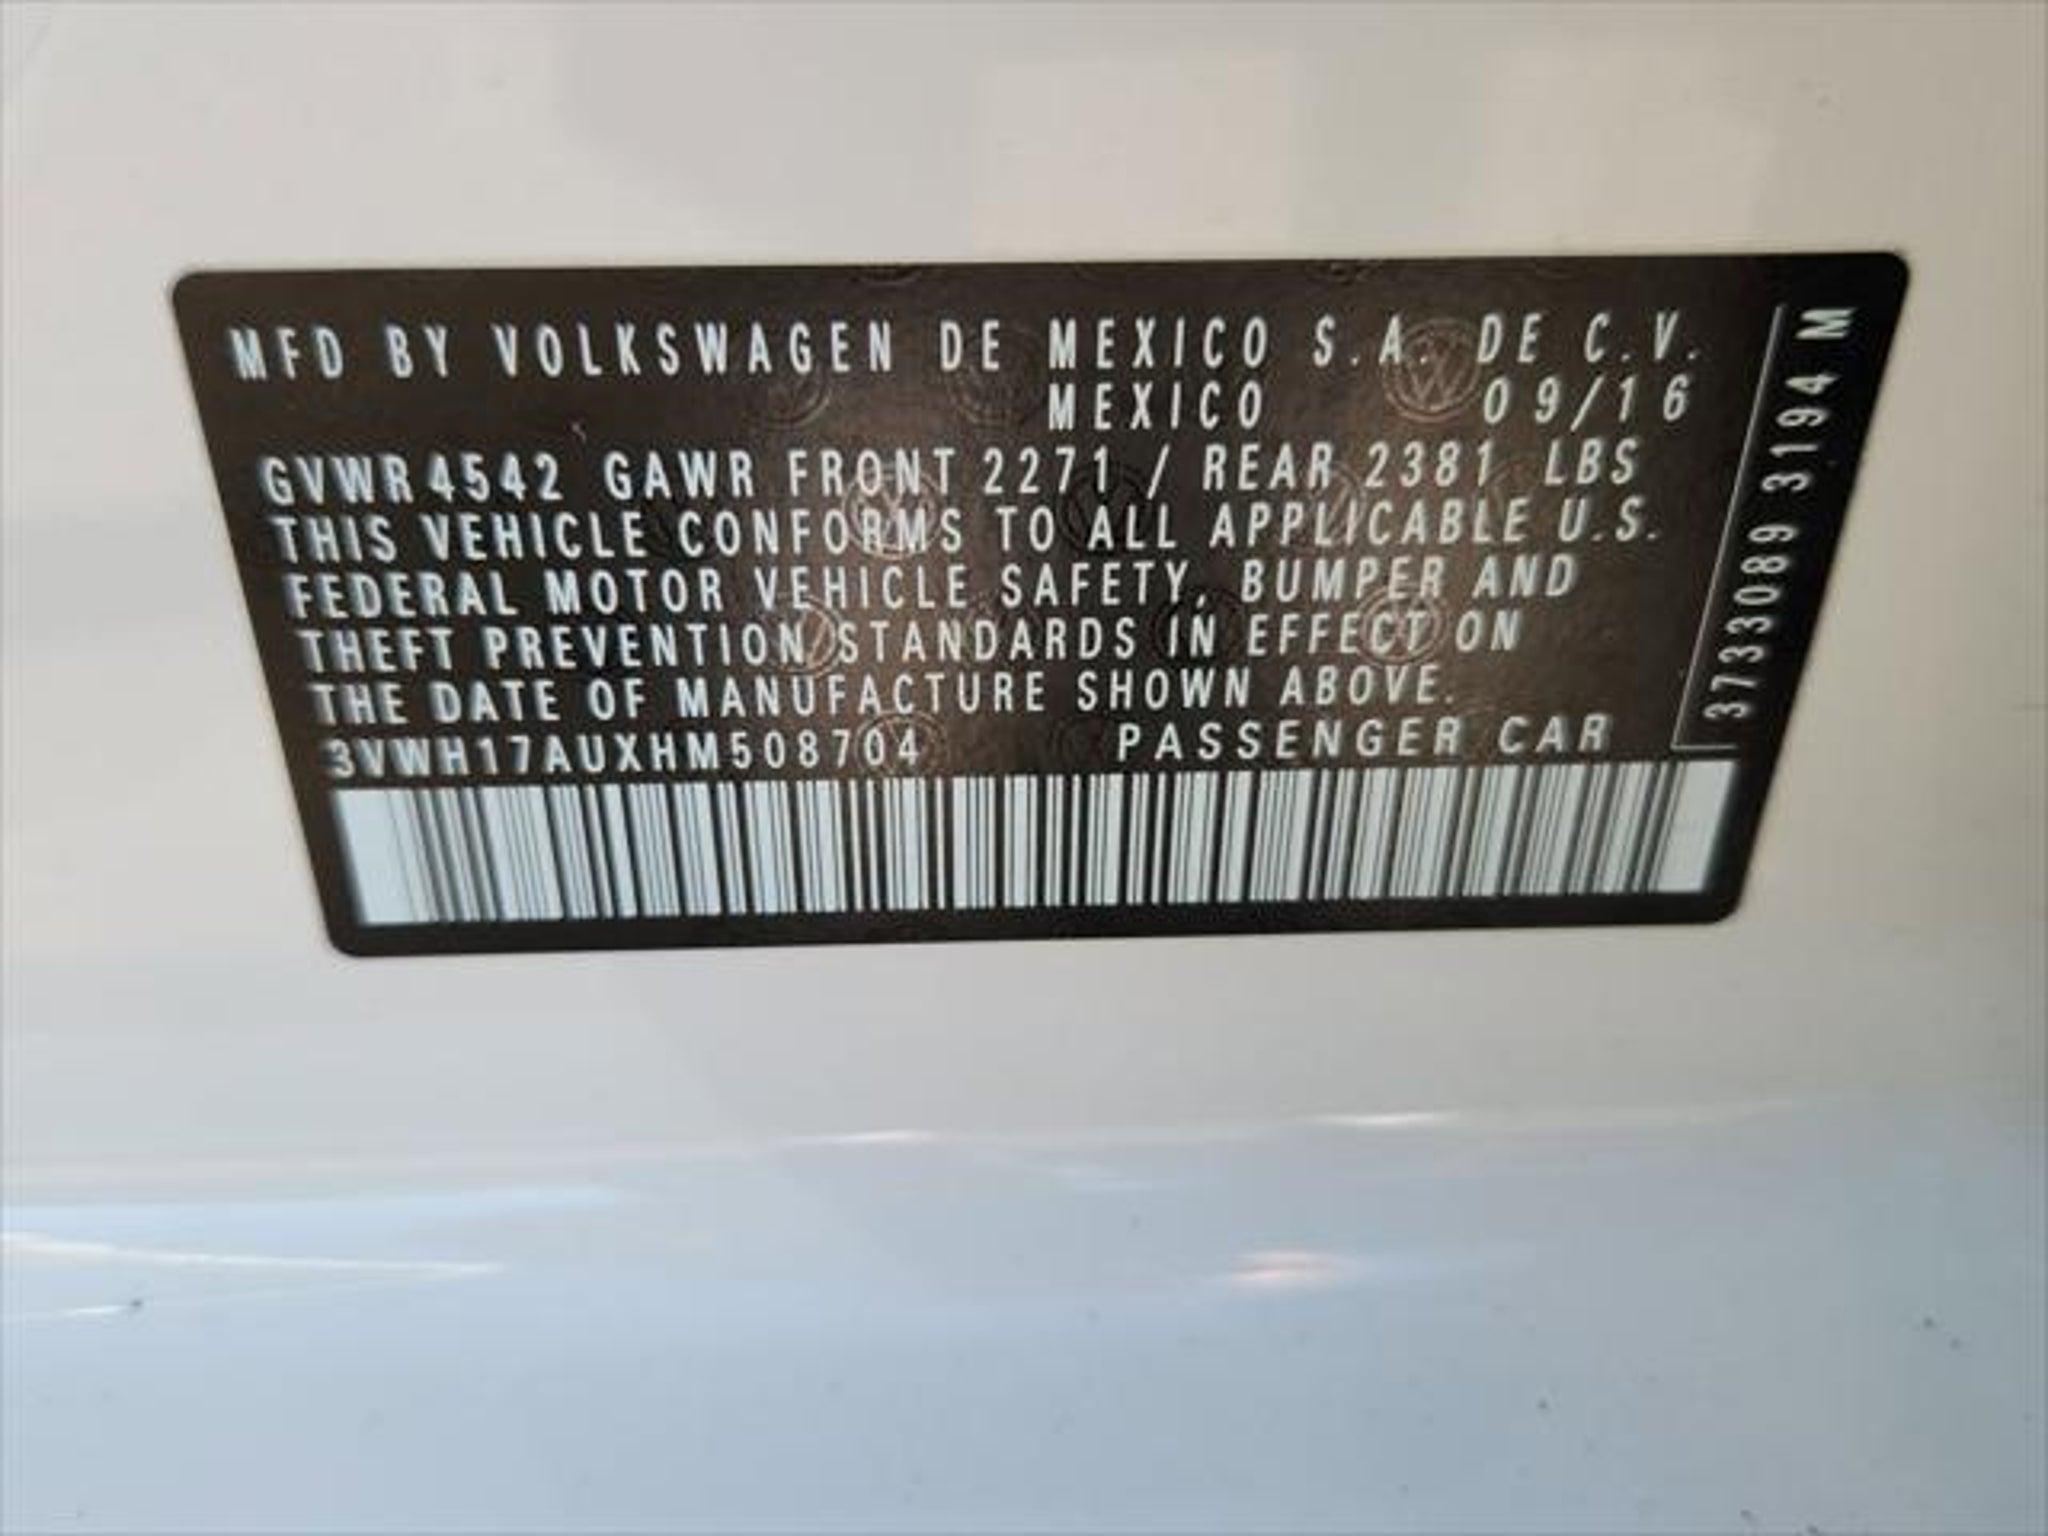 MFD BY VOLKSWAGEN DE MEXICO S.A. DE C.V.
MEXICO 09/16
GVWR 4542 GAWR FRONT 2271 / REAR 2381 LBS
THIS VEHICLE CONFORMS TO ALL APPLICABLE U.S.
FEDERAL MOTOR VEHICLE SAFETY, BUMPER AND
THEFT PREVENTION STANDARDS IN EFFECT ON
THE DATE OF MANUFACTURE SHOWN ABOVE.
3VWH17AUXHM508704 PASSENGER CAR
3733089 3194 M